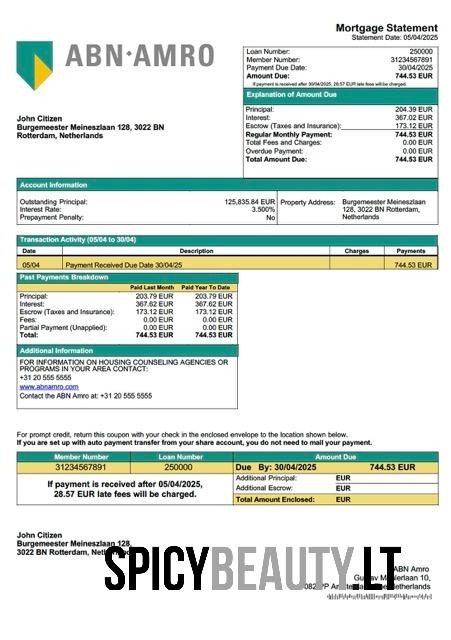 Mortgage Statement
Statement Date: 05/04/2025
ABN·AMRO
Loan Number: 250000
Member Number: 31234567891
Payment Due Date: 30/04/2025
Amount Due: 744.53 EUR
If payment is received after 30/04/2025, 28.57 EUR late fees will be charged.
Explanation of Amount Due
Principal: 204.39 EUR
Interest: 367.02 EUR
Escrow (Taxes and Insurance): 173.12 EUR
Regular Monthly Payment: 744.53 EUR
Total Fees and Charges: 0.00 EUR
Overdue Payment: 0.00 EUR
Total Amount Due: 744.53 EUR
John Citizen
Burgemeester Meineszlaan 128, 3022 BN
Rotterdam, Netherlands
Account Information
Outstanding Principal: 125,835.84 EUR
Interest Rate: 3.500%
Prepayment Penalty: No
Property Address: Burgemeester Meineszlaan
128, 3022 BN Rotterdam,
Netherlands
Transaction Activity (05/04 to 30/04)
Date Description Charges Payments
05/04 Payment Received Due Date 30/04/25 744.53 EUR
Past Payments Breakdown
Paid Last Month Paid Year To Date
Principal: 203.79 EUR 203.79 EUR
Interest: 367.62 EUR 367.62 EUR
Escrow (Taxes and Insurance): 173.12 EUR 173.12 EUR
Fees: 0.00 EUR 0.00 EUR
Partial Payment (Unapplied): 0.00 EUR 0.00 EUR
Total: 744.53 EUR 744.53 EUR
Additional Information
FOR INFORMATION ON HOUSING COUNSELING AGENCIES OR
PROGRAMS IN YOUR AREA CONTACT:
+31 20 555 5555
www.abnamro.com
Contact the ABN Amro at: +31 20 555 5555
For prompt credit, return this coupon with your check in the enclosed envelope to the location shown below.
If you are set up with auto payment transfer from your share account, you do not need to mail your payment.
Member Number Loan Number Amount Due
31234567891 250000 Due By: 30/04/2025 744.53 EUR
If payment is received after 05/04/2025,
28.57 EUR late fees will be charged.
Additional Principal: EUR
Additional Escrow: EUR
Total Amount Enclosed: EUR
John Citizen
Burgemeester Meineszlaan 128,
3022 BN Rotterdam,
SPICYBEAUTY.LT
ABN Amro
10,